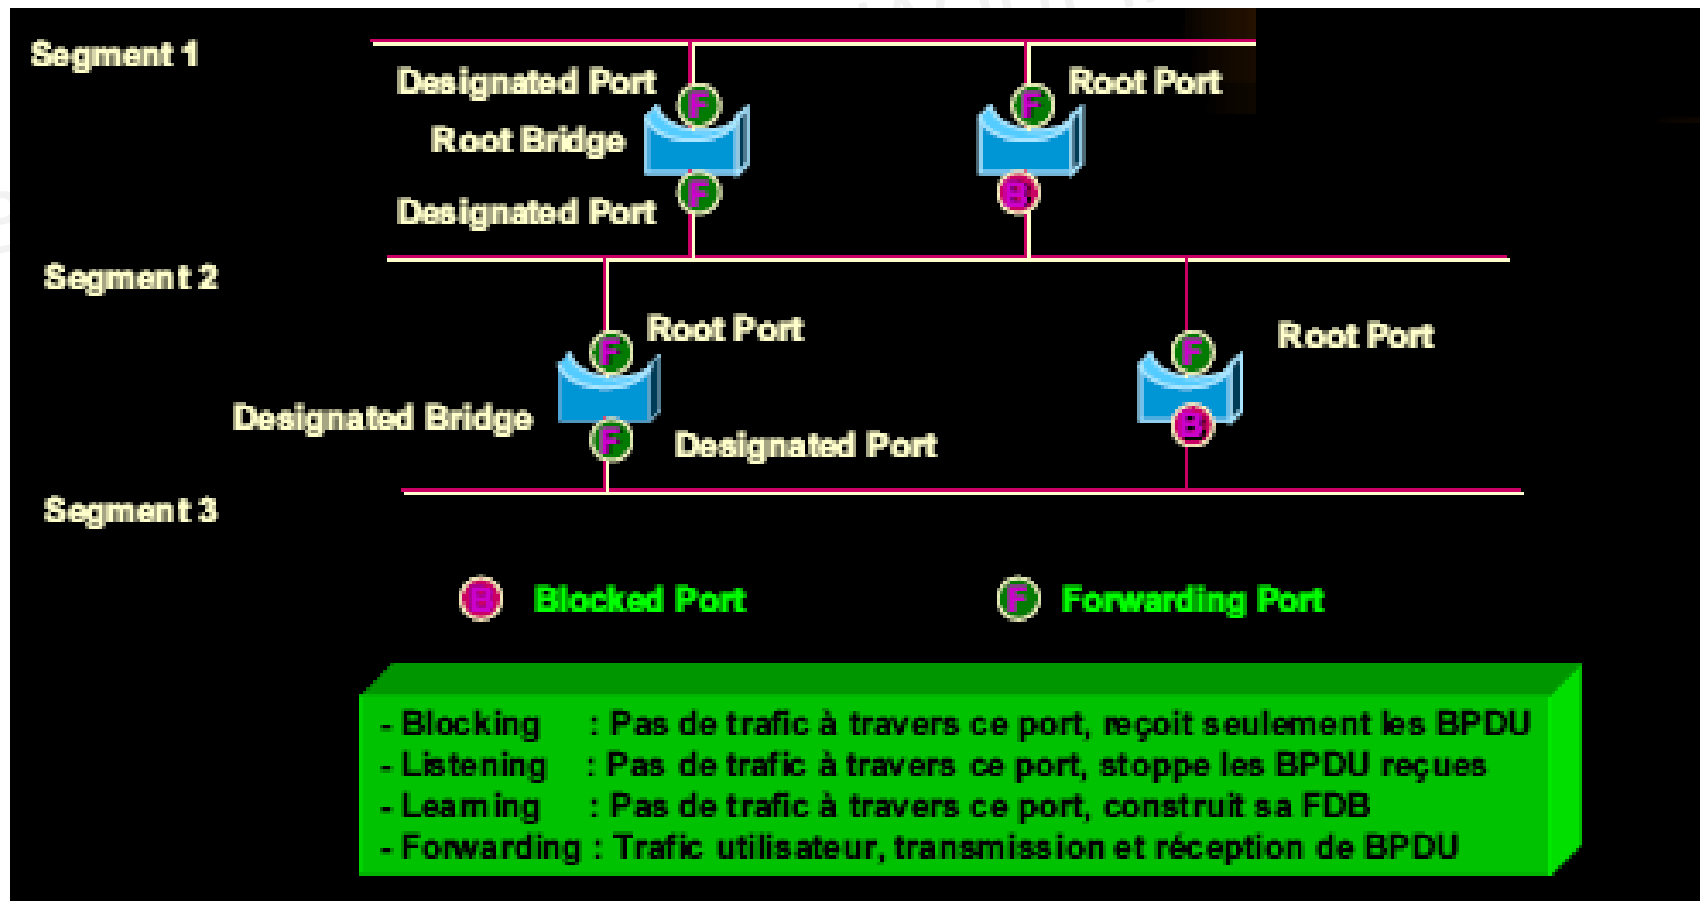 Segment 1
Designated Port
Root Port
F
F
Root Bridge
F
B
Designated Port
Segment 2
Root Port
Root Port
F
F
Designated Bridge
B
F
Designated Port
Segment 3
B Blocked Port
F Forwarding Port
- Blocking : Pas de trafic à travers ce port, reçoit seulement les BPDU
- Listening : Pas de trafic à travers ce port, stoppe les BPDU reçues
- Learning : Pas de trafic à travers ce port, construit sa FDB
- Forwarding : Trafic utilisateur, transmission et réception de BPDU